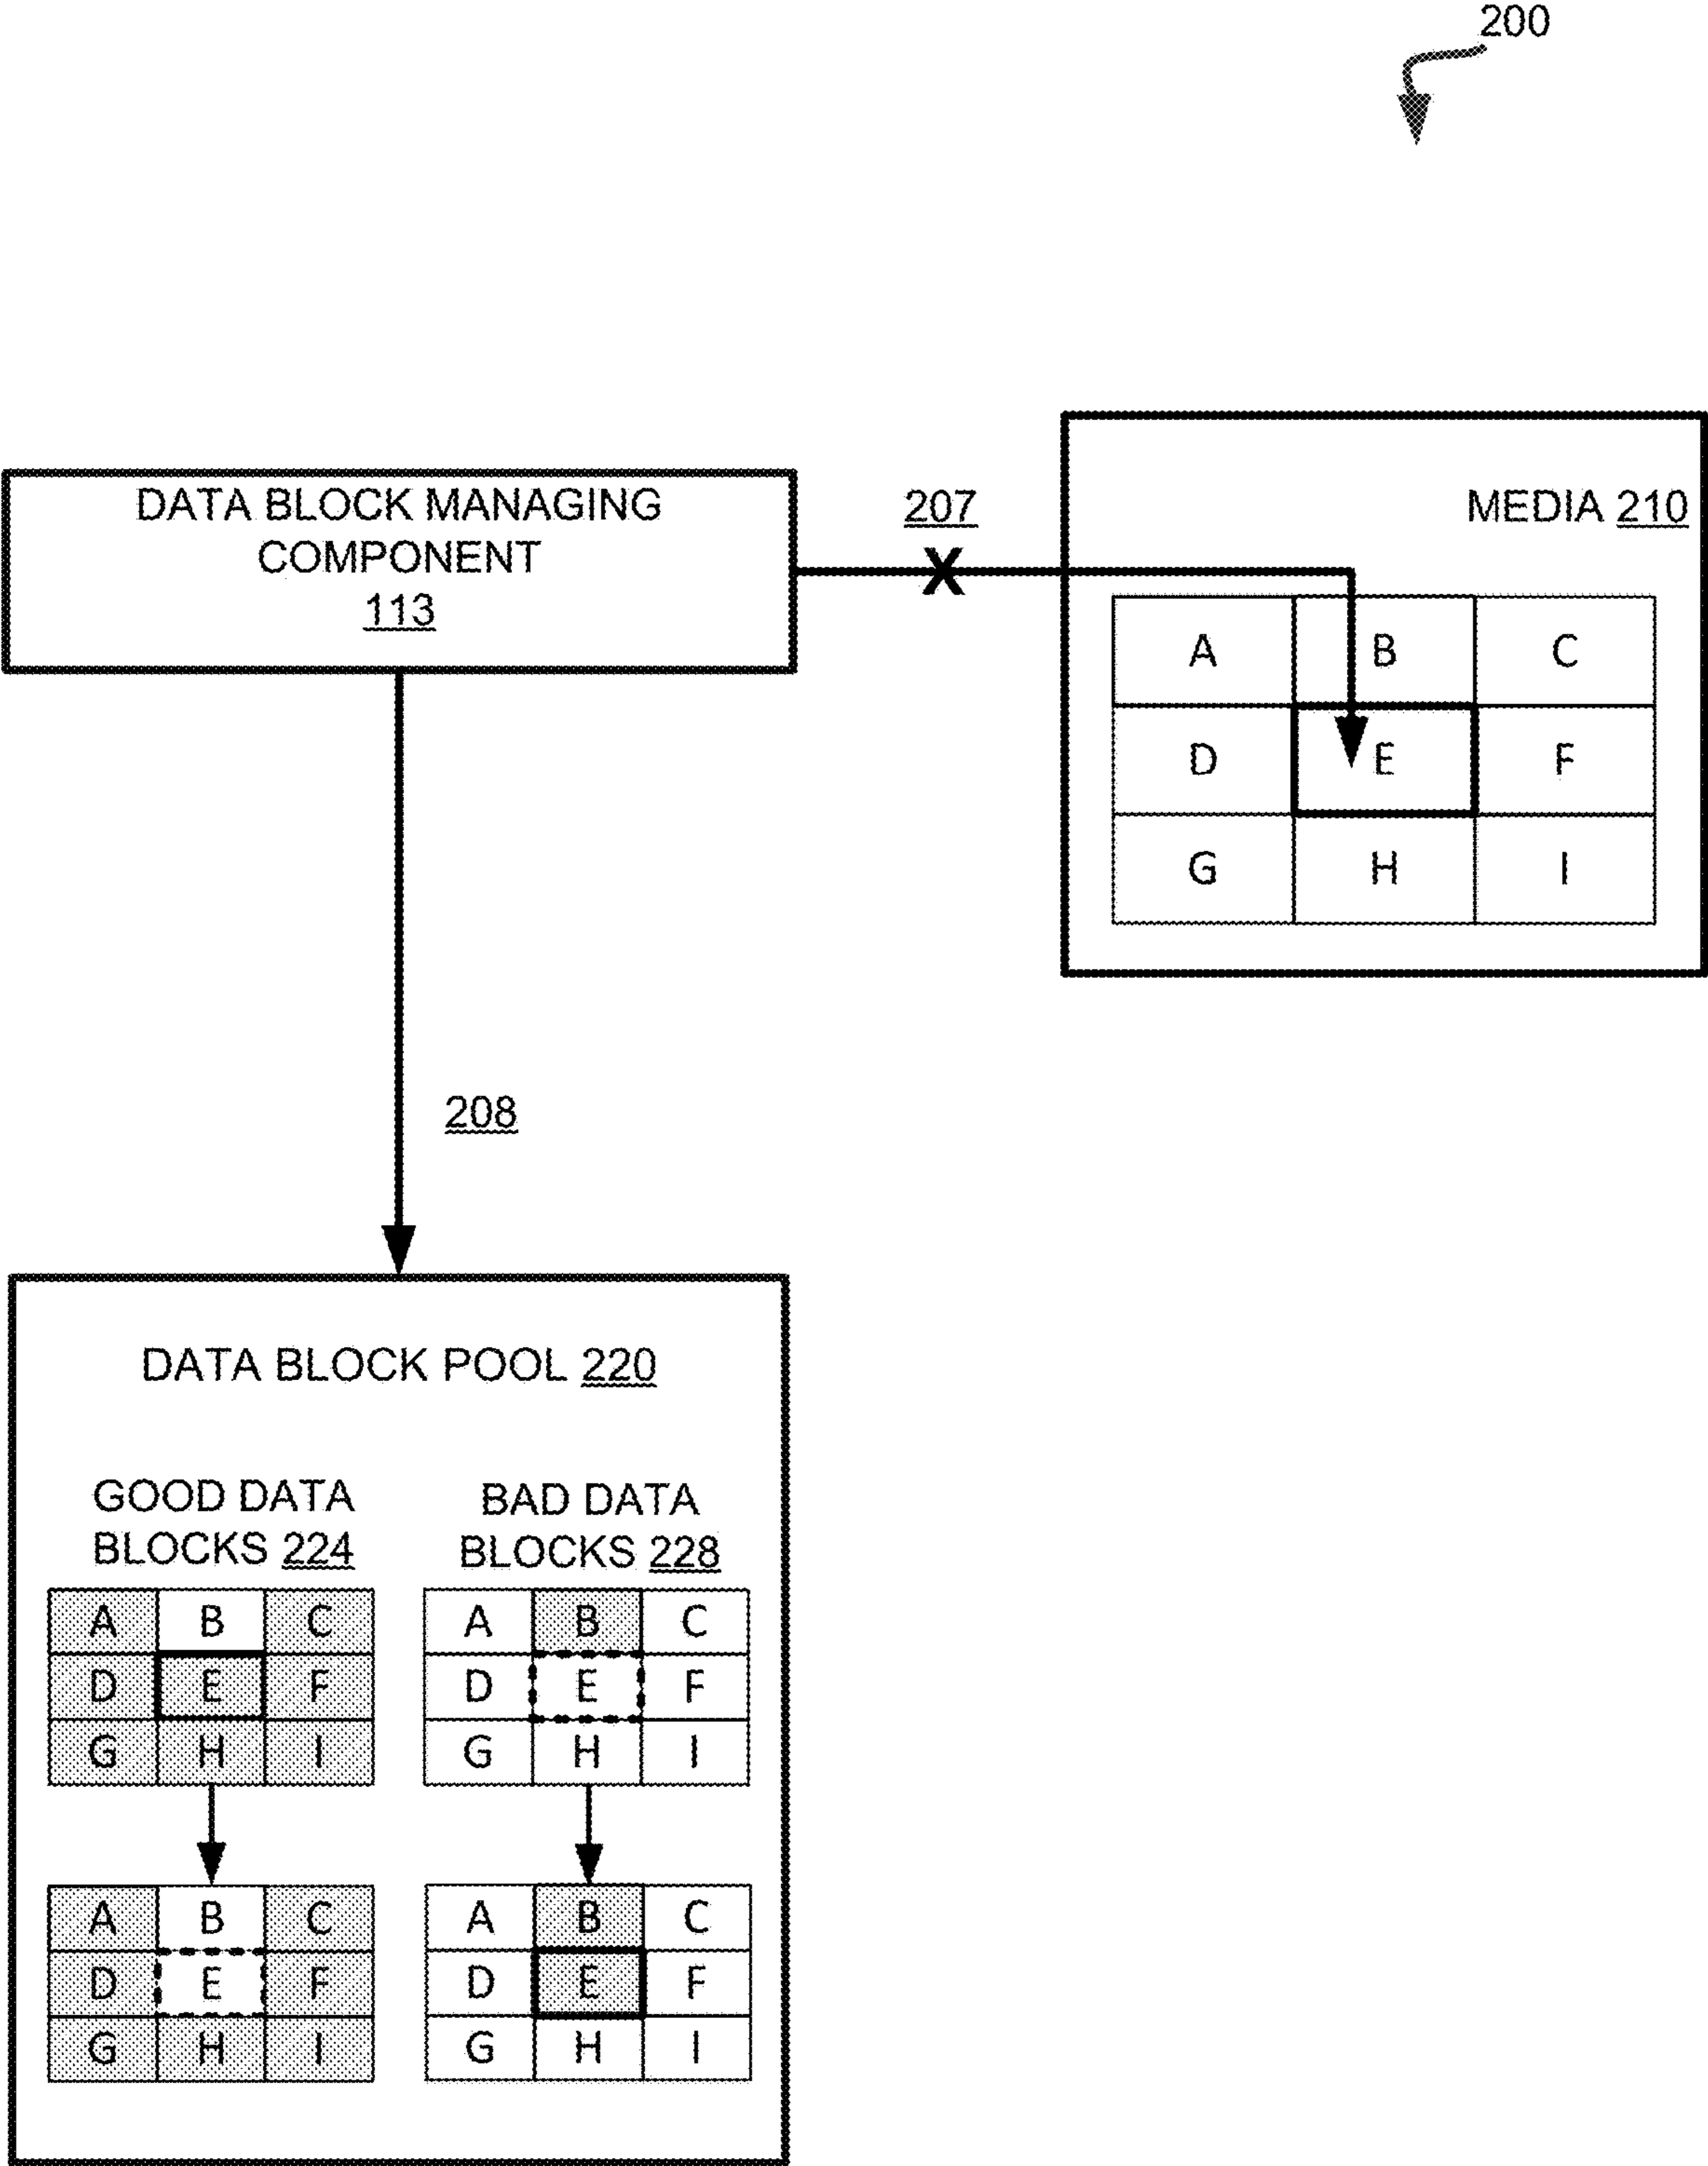 200
DATA BLOCK MANAGING
COMPONENT
113
207
MEDIA 210
A B C
D E F
G H I
208
DATA BLOCK POOL 220
GOOD DATA
BLOCKS 224
A B C
D E F
G H I
A B C
D E F
G H I
BAD DATA
BLOCKS 228
A B C
D E F
G H I
A B C
D E F
G H I